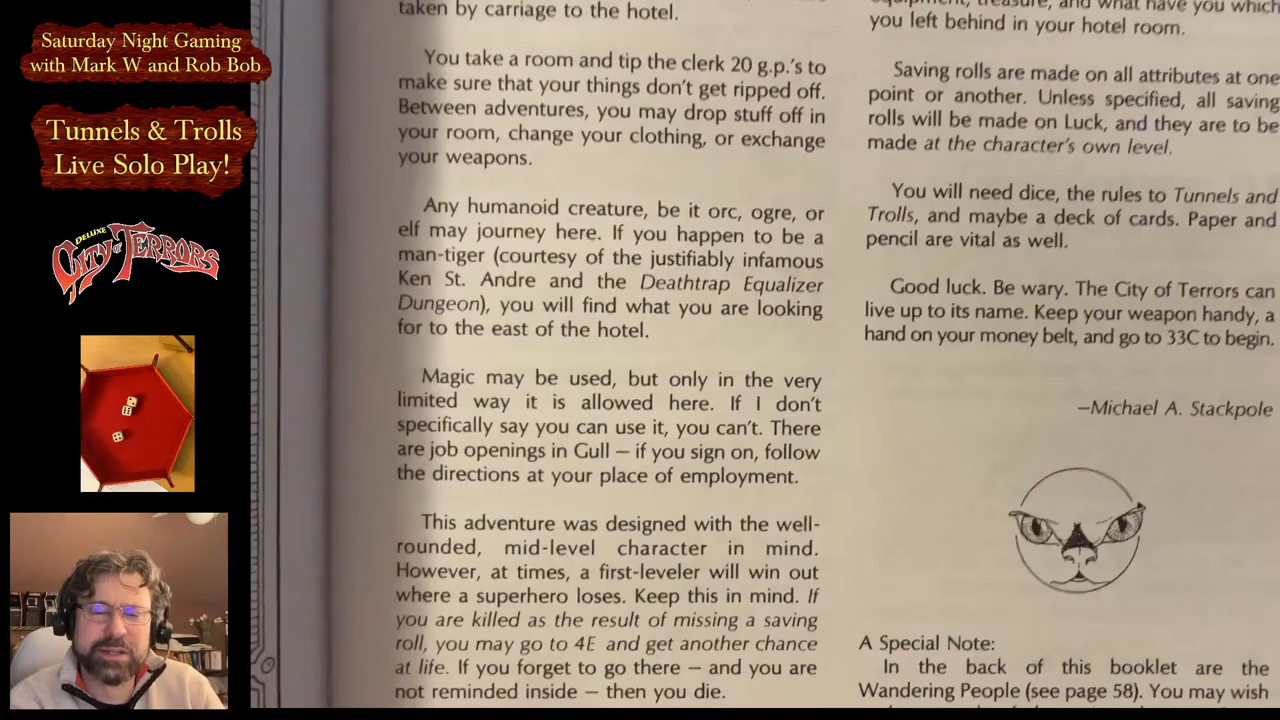 Saturday Night Gaming
with Mark W and Rob Bob
Tunnels & Trolls
Live Solo Play!
DELUXE
CITY OF TERRORS
taken by carriage to the hotel.
You take a room and tip the clerk 20 g.p.'s to
make sure that your things don't get ripped off.
Between adventures, you may drop stuff off in
your room, change your clothing, or exchange
your weapons.
Any humanoid creature, be it orc, ogre, or
elf may journey here. If you happen to be a
man-tiger (courtesy of the justifiably infamous
Ken St. Andre and the Deathtrap Equalizer
Dungeon), you will find what you are looking
for to the east of the hotel.
Magic may be used, but only in the very
limited way it is allowed here. If I don't
specifically say you can use it, you can't. There
are job openings in Gull – if you sign on, follow
the directions at your place of employment.
This adventure was designed with the well-
rounded, mid-level character in mind.
However, at times, a first-leveler will win out
where a superhero loses. Keep this in mind. If
you are killed as the result of missing a saving
roll, you may go to 4E and get another chance
at life. If you forget to go there – and you are
not reminded inside – then you die.
equipment, treasure, and what have you which
you left behind in your hotel room.
Saving rolls are made on all attributes at one
point or another. Unless specified, all saving
rolls will be made on Luck, and they are to be
made at the character's own level.
You will need dice, the rules to Tunnels and
Trolls, and maybe a deck of cards. Paper and
pencil are vital as well.
Good luck. Be wary. The City of Terrors can
live up to its name. Keep your weapon handy, a
hand on your money belt, and go to 33C to begin.
–Michael A. Stackpole
A Special Note:
In the back of this booklet are the
Wandering People (see page 58). You may wish